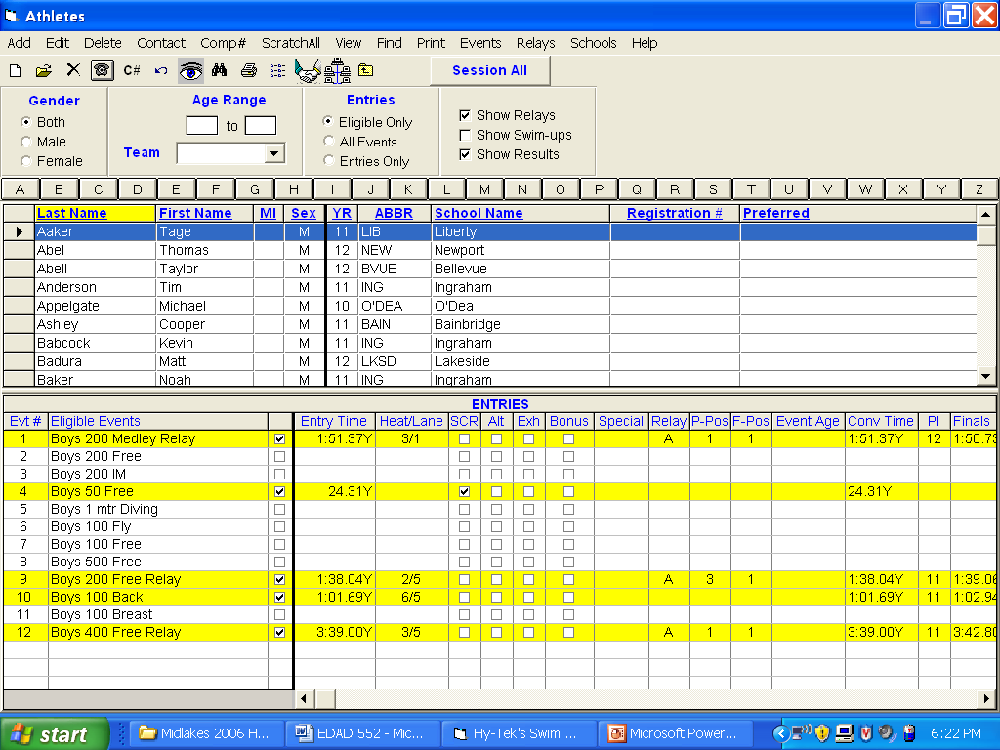 Athletes
Add Edit Delete Contact Comp# ScratchAll View Find Print Events Relays Schools Help
C# Session All
Gender Age Range Entries
Both to Eligible Only Show Relays
Male All Events Show Swim-ups
Female Team Entries Only Show Results
A B C D E F G H I J K L M N O P Q R S T U V W X Y Z
Last Name First Name MI Sex YR ABBR School Name Registration # Preferred
Aaker Tage M 11 LIB Liberty
Abel Thomas M 12 NEW Newport
Abell Taylor M 12 BVUE Bellevue
Anderson Tim M 11 ING Ingraham
Appelgate Michael M 10 O'DEA O'Dea
Ashley Cooper M 11 BAIN Bainbridge
Babcock Kevin M 11 ING Ingraham
Badura Matt M 12 LKSD Lakeside
Baker Noah M 11 ING Ingraham
ENTRIES
Evt # Eligible Events Entry Time Heat/Lane SCR Alt Exh Bonus Special Relay P-Pos F-Pos Event Age Conv Time Pl Finals
1 Boys 200 Medley Relay 1:51.37Y 3/1 A 1 1 1:51.37Y 12 1:50.73
2 Boys 200 Free
3 Boys 200 IM
4 Boys 50 Free 24.31Y 24.31Y
5 Boys 1 mtr Diving
6 Boys 100 Fly
7 Boys 100 Free
8 Boys 500 Free
9 Boys 200 Free Relay 1:38.04Y 2/5 A 3 1 1:38.04Y 11 1:39.06
10 Boys 100 Back 1:01.69Y 6/5 1:01.69Y 11 1:02.94
11 Boys 100 Breast
12 Boys 400 Free Relay 3:39.00Y 3/5 A 1 1 3:39.00Y 11 3:42.80
start Midlakes 2006 H... EDAD 552 - Mic... Hy-Tek's Swim ... Microsoft Power... 6:22 PM